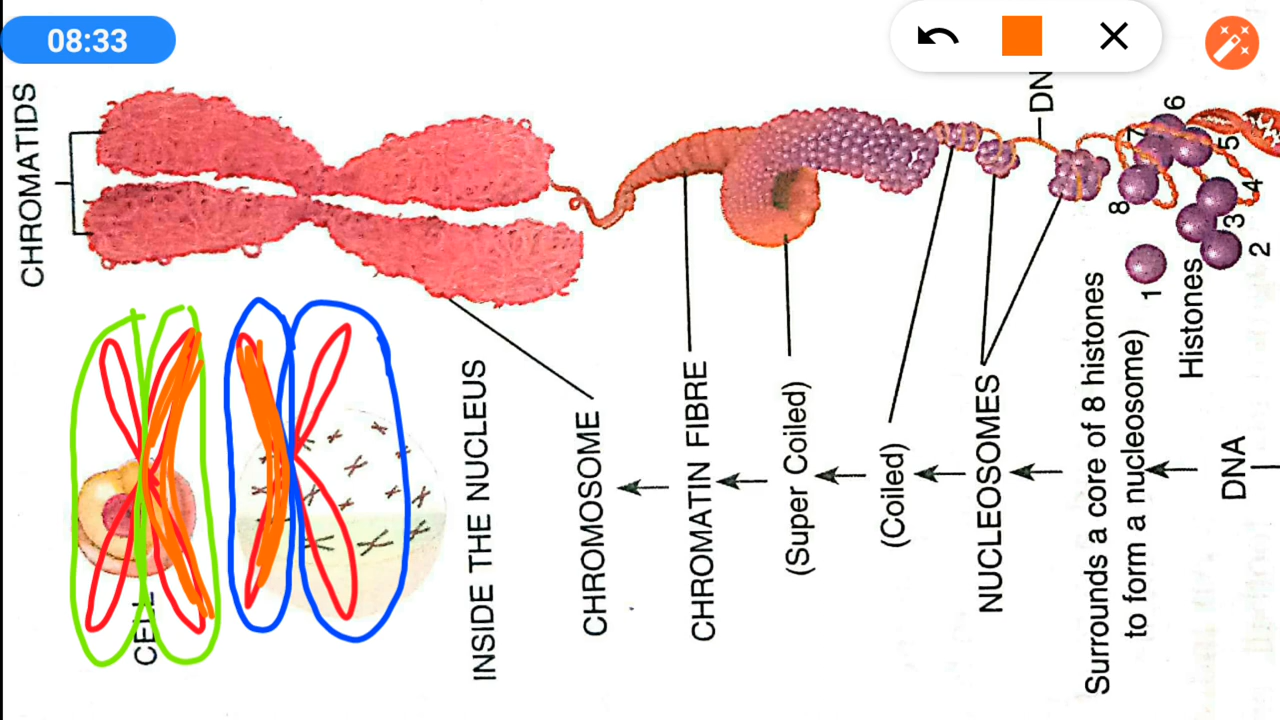 08:33
CHROMATIDS
CELL
INSIDE THE NUCLEUS
CHROMOSOME
CHROMATIN FIBRE
(Super Coiled)
(Coiled)
NUCLEOSOMES
DN
Surrounds a core of 8 histones
to form a nucleosome)
Histones
DNA
1
2
3
4
5
6
7
8